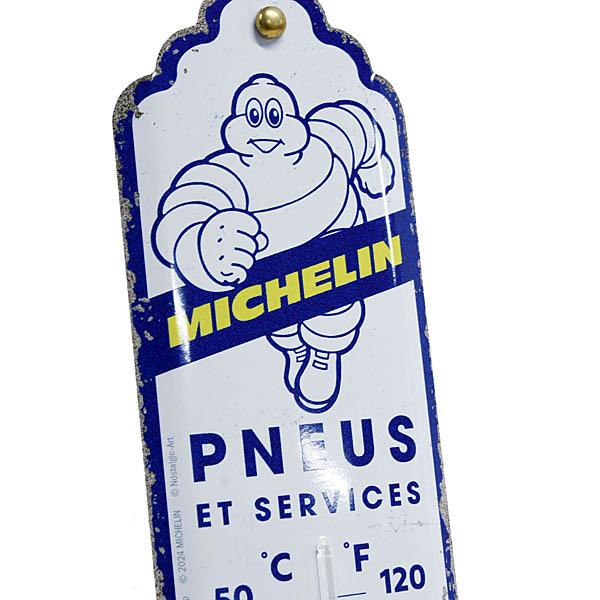 MICHELIN
PNEUS
ET SERVICES
°C °F
50 120
© 2024 MICHELIN © Nostalgic-Art